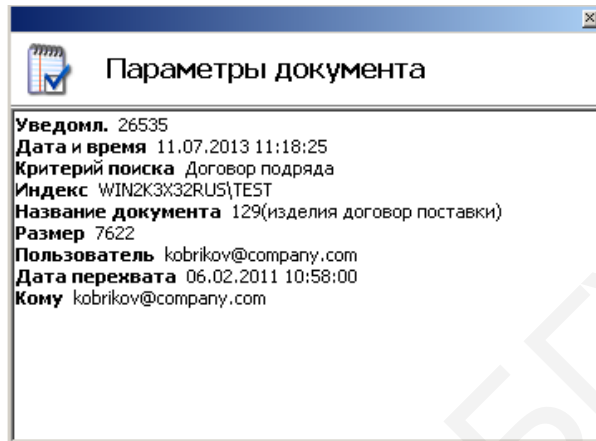 Параметры документа
Уведомл. 26535
Дата и время 11.07.2013 11:18:25
Критерий поиска Договор подряда
Индекс WIN2K3X32RUS\TEST
Название документа 129(изделия договор поставки)
Размер 7622
Пользователь kobrikov@company.com
Дата перехвата 06.02.2011 10:58:00
Кому kobrikov@company.com